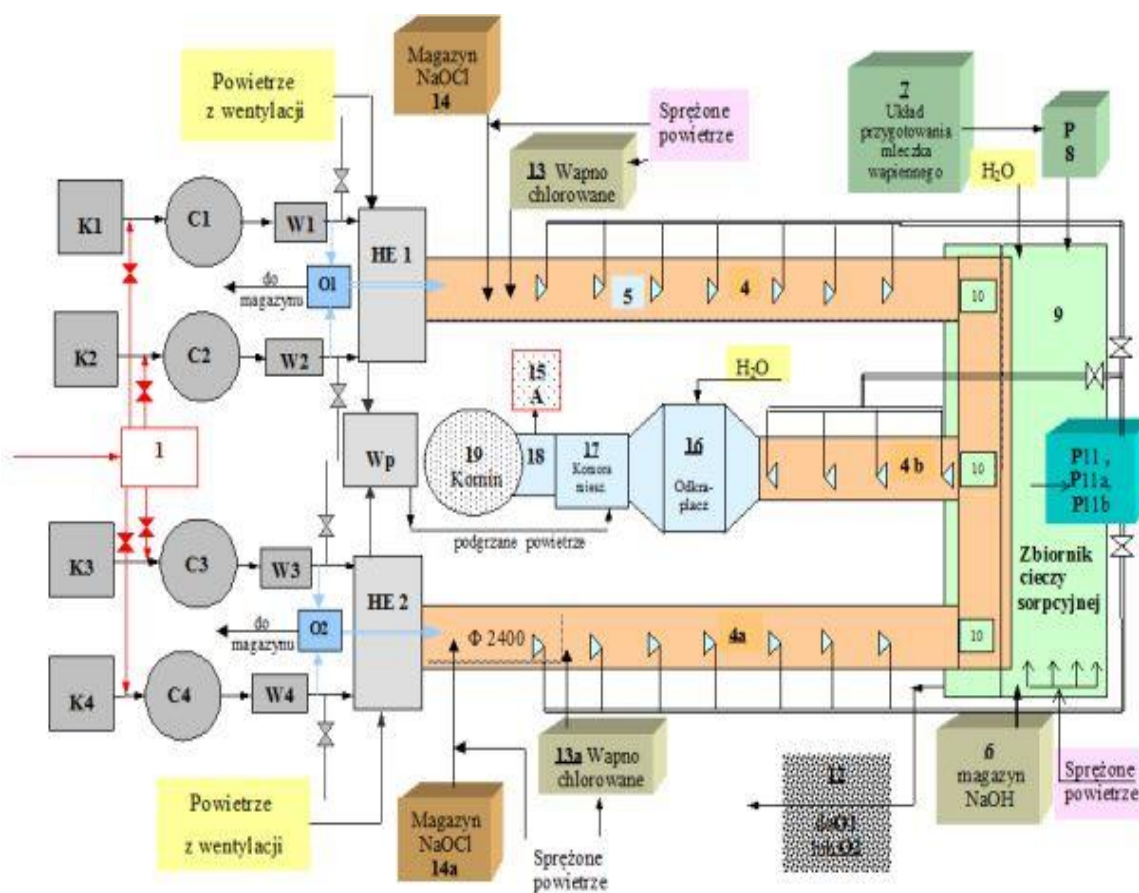 Powietrze
z wentylacji
Magazyn
NaOCl
14
Sprężone
powietrze
13 Wapno
chlorowane
7
Układ
przygotowania
mleczka
wapiennego
P
8
H₂O
K1
C1
W1
HE 1
do
magazynu
O1
5
4
10
9
K2
C2
W2
15
A
H₂O
1
Wp
19
Komin
18
17
Komora
miesz
16
Odkra-
placz
4 b
10
P11 ,
P11a,
P11b
podgrzane powietrze
K3
C3
W3
HE 2
Zbiornik
cieczy
sorpcyjnej
do
magazynu
O2
Φ 2400
4a
10
K4
C4
W4
Powietrze
z wentylacji
Magazyn
NaOCl
14a
Sprężone
powietrze
13a Wapno
chlorowane
12
6
magazyn
NaOH
Sprężone
powietrze